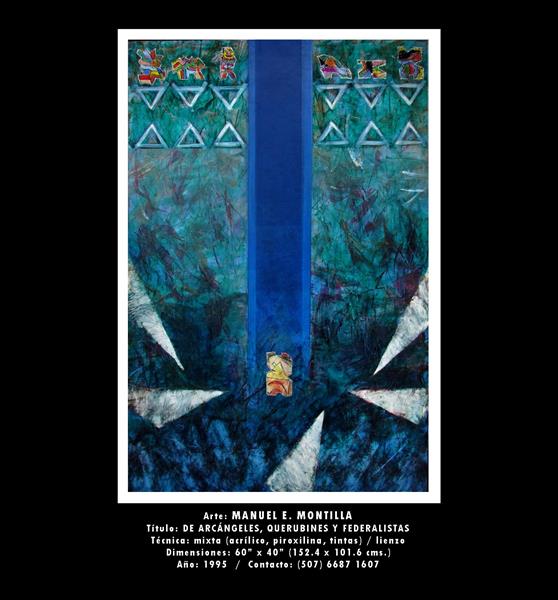 Arte: MANUEL E. MONTILLA
Título: DE ARCÁNGELES, QUERUBINES Y FEDERALISTAS
Técnica: mixta (acrílico, piroxilina, tintas) / lienzo
Dimensiones: 60" x 40" (152.4 x 101.6 cms.)
Año: 1995 / Contacto: (507) 6687 1607